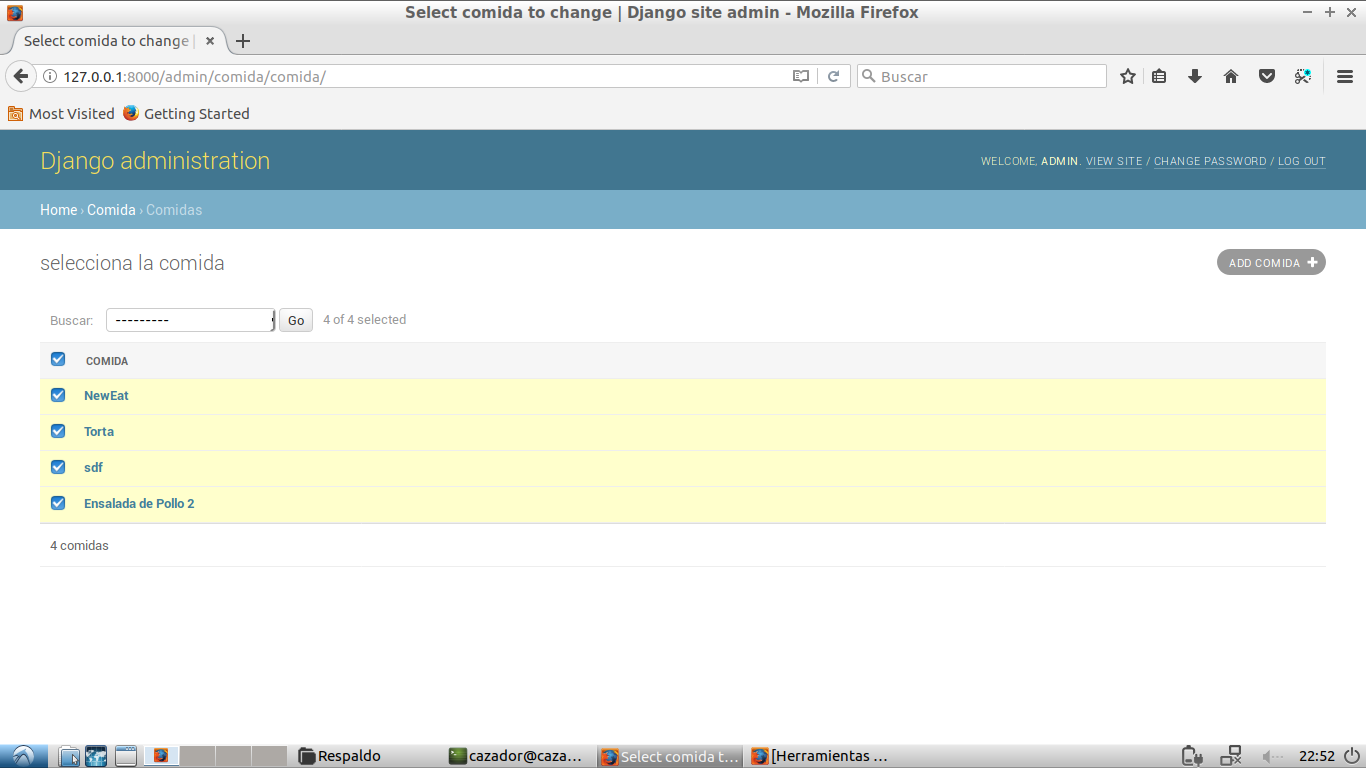 Select comida to change | Django site admin - Mozilla Firefox
Select comida to change |
127.0.0.1:8000/admin/comida/comida/
Buscar
Most Visited
Getting Started
Django administration
WELCOME, ADMIN. VIEW SITE / CHANGE PASSWORD / LOG OUT
Home › Comida › Comidas
selecciona la comida
ADD COMIDA +
Buscar:
---------
Go
4 of 4 selected
COMIDA
NewEat
Torta
sdf
Ensalada de Pollo 2
4 comidas
Respaldo
cazador@caza...
Select comida t...
[Herramientas ...
22:52